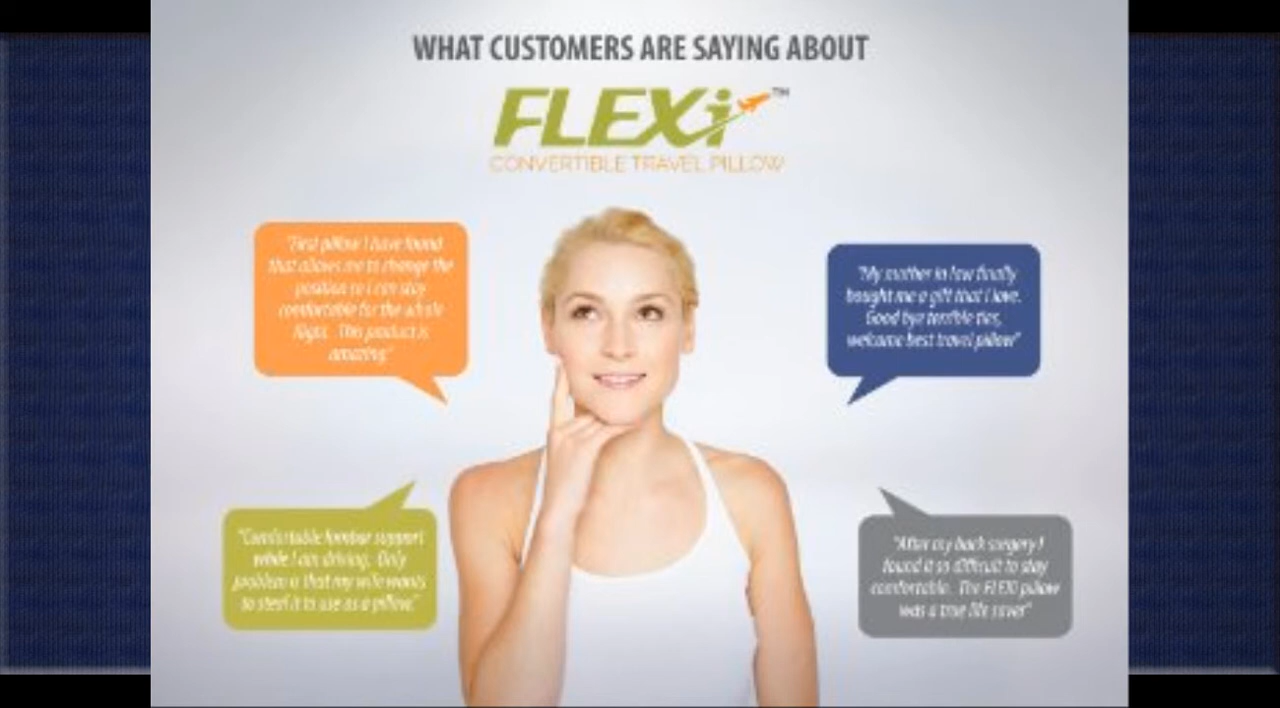 WHAT CUSTOMERS ARE SAYING ABOUT
FLEXi™
CONVERTIBLE TRAVEL PILLOW
"First pillow I have found
that allows me to change the
position so I can stay
comfortable for the whole
flight. This product is
amazing."
"My mother in law finally
bought me a gift that I love.
Good bye terrible ties,
welcome best travel pillow"
"Comfortable lumbar support
while I am driving. Only
problem is that my wife wants
to steel it to use as a pillow."
"After my back surgery I
found it so difficult to stay
comfortable. The FLEXi pillow
was a true life saver"